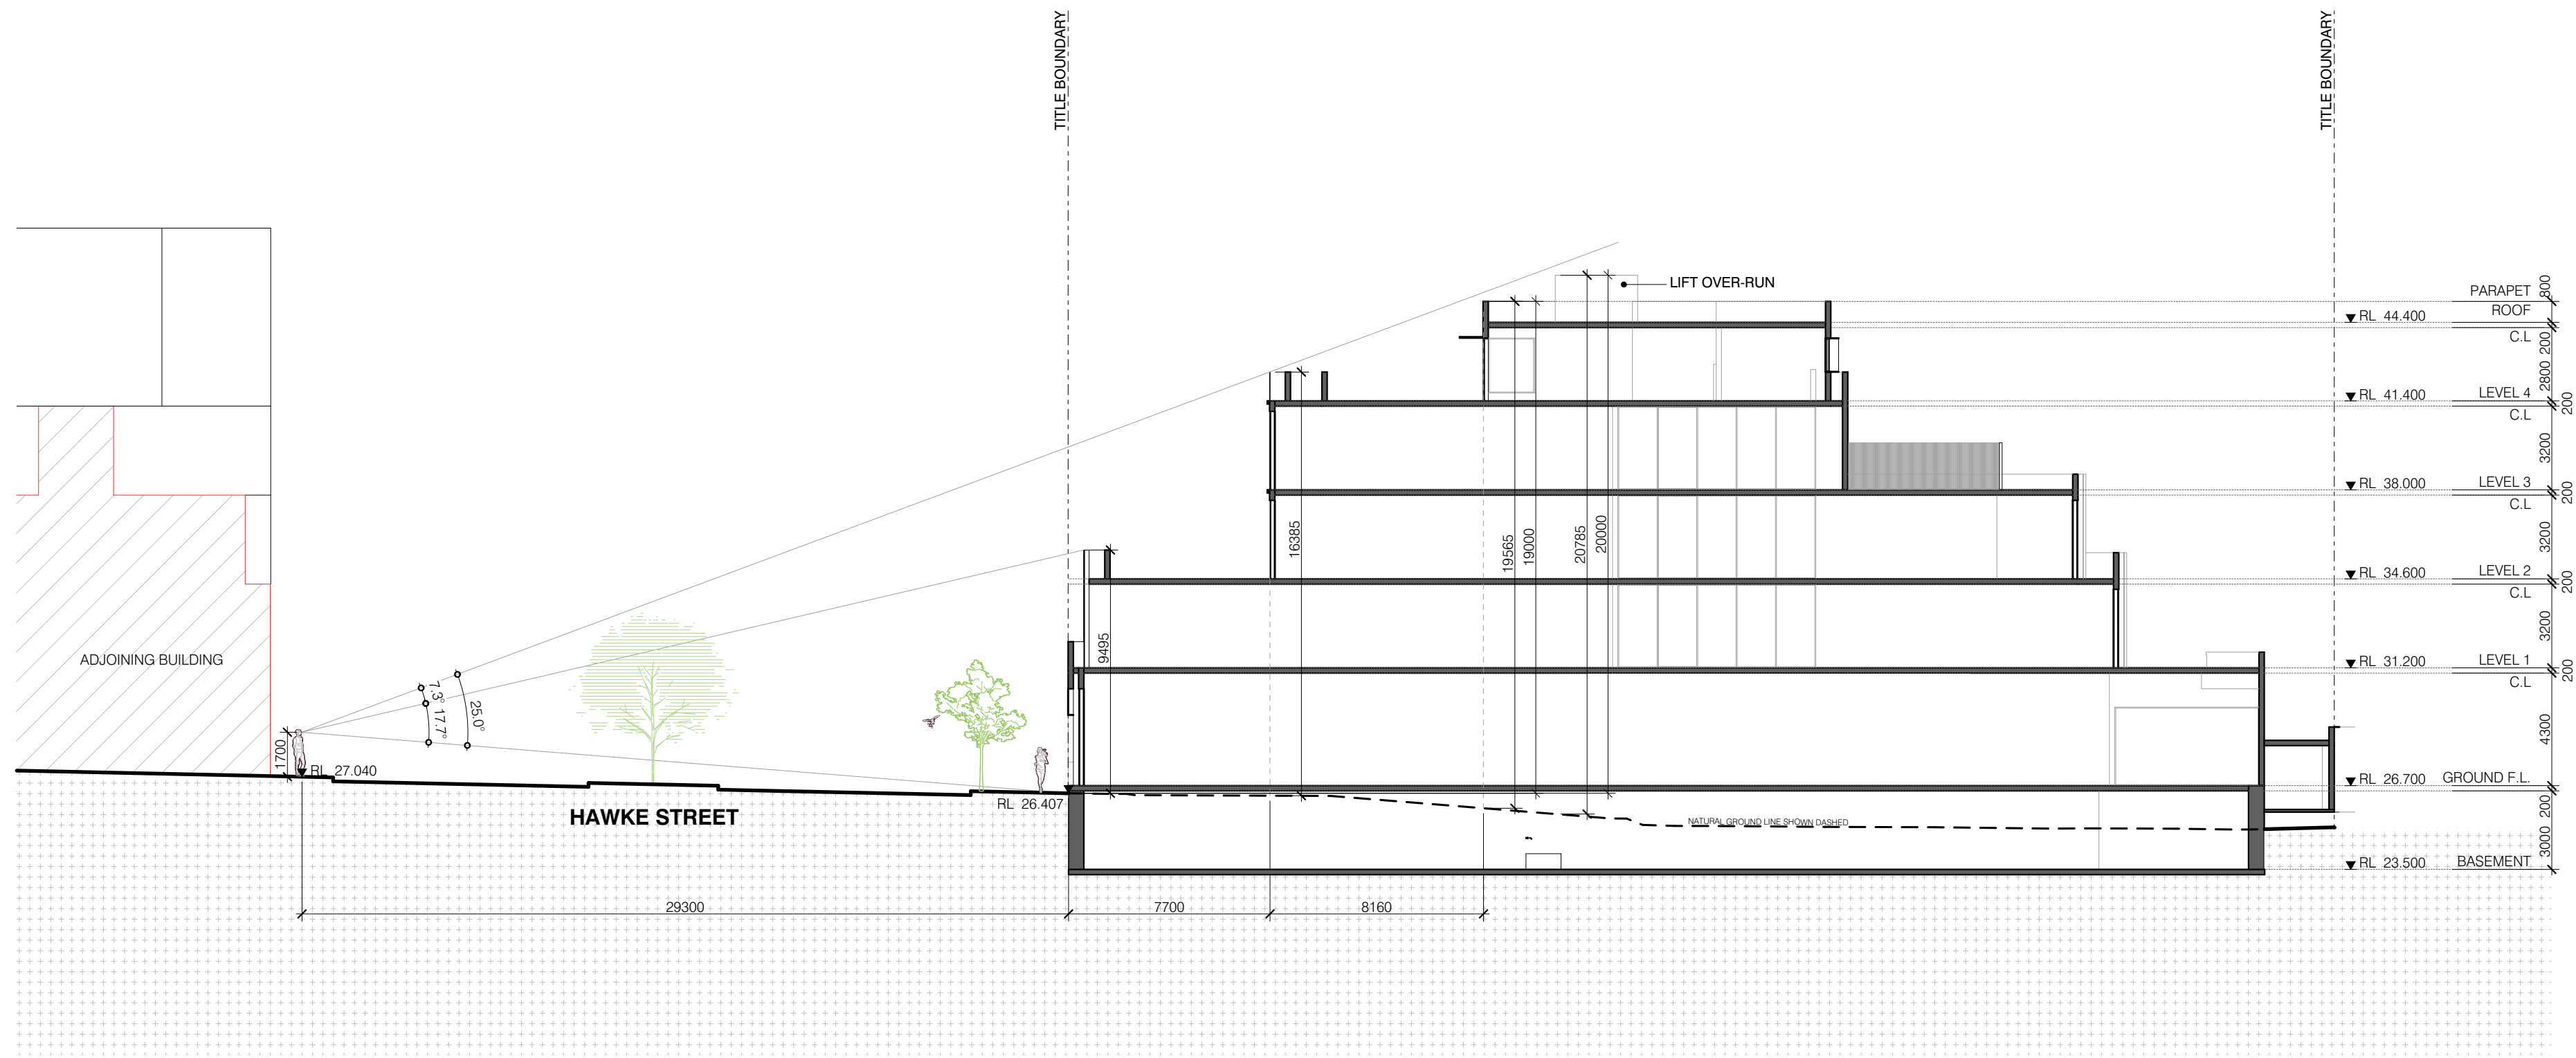 TITLE BOUNDARY
TITLE BOUNDARY
LIFT OVER-RUN
PARAPET
800
RL 44.400
ROOF
C.L
200
2800
RL 41.400
LEVEL 4
C.L
200
3200
RL 38.000
LEVEL 3
C.L
200
3200
RL 34.600
LEVEL 2
C.L
200
3200
RL 31.200
LEVEL 1
C.L
200
4300
RL 26.700
GROUND F.L.
200
3000
RL 23.500
BASEMENT
16385
19565
19000
20785
20000
9495
ADJOINING BUILDING
7.3°
17.7°
25.0°
1700
RL 27.040
RL 26.407
HAWKE STREET
NATURAL GROUND LINE SHOWN DASHED
29300
7700
8160